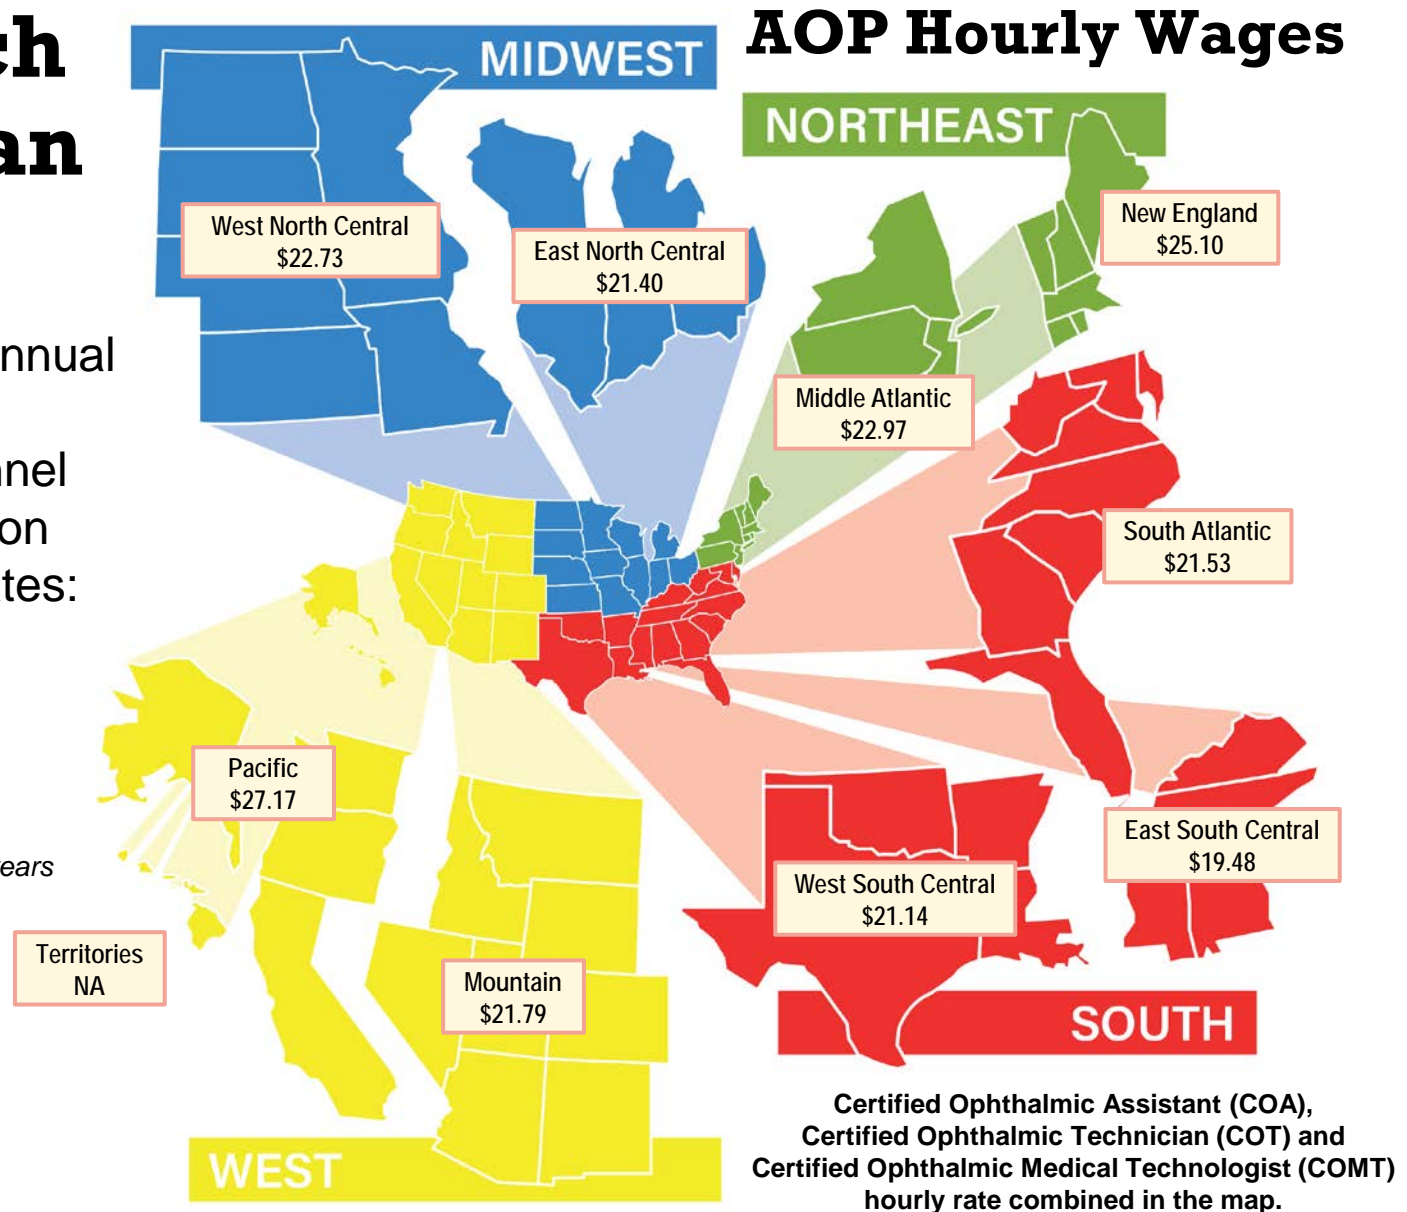 ch
an
nnual
nnel
on
tes:
ears
AOP Hourly Wages
MIDWEST
NORTHEAST
West North Central
$22.73
East North Central
$21.40
New England
$25.10
Middle Atlantic
$22.97
South Atlantic
$21.53
Pacific
$27.17
East South Central
$19.48
West South Central
$21.14
Territories
NA
Mountain
$21.79
SOUTH
WEST
Certified Ophthalmic Assistant (COA),
Certified Ophthalmic Technician (COT) and
Certified Ophthalmic Medical Technologist (COMT)
hourly rate combined in the map.